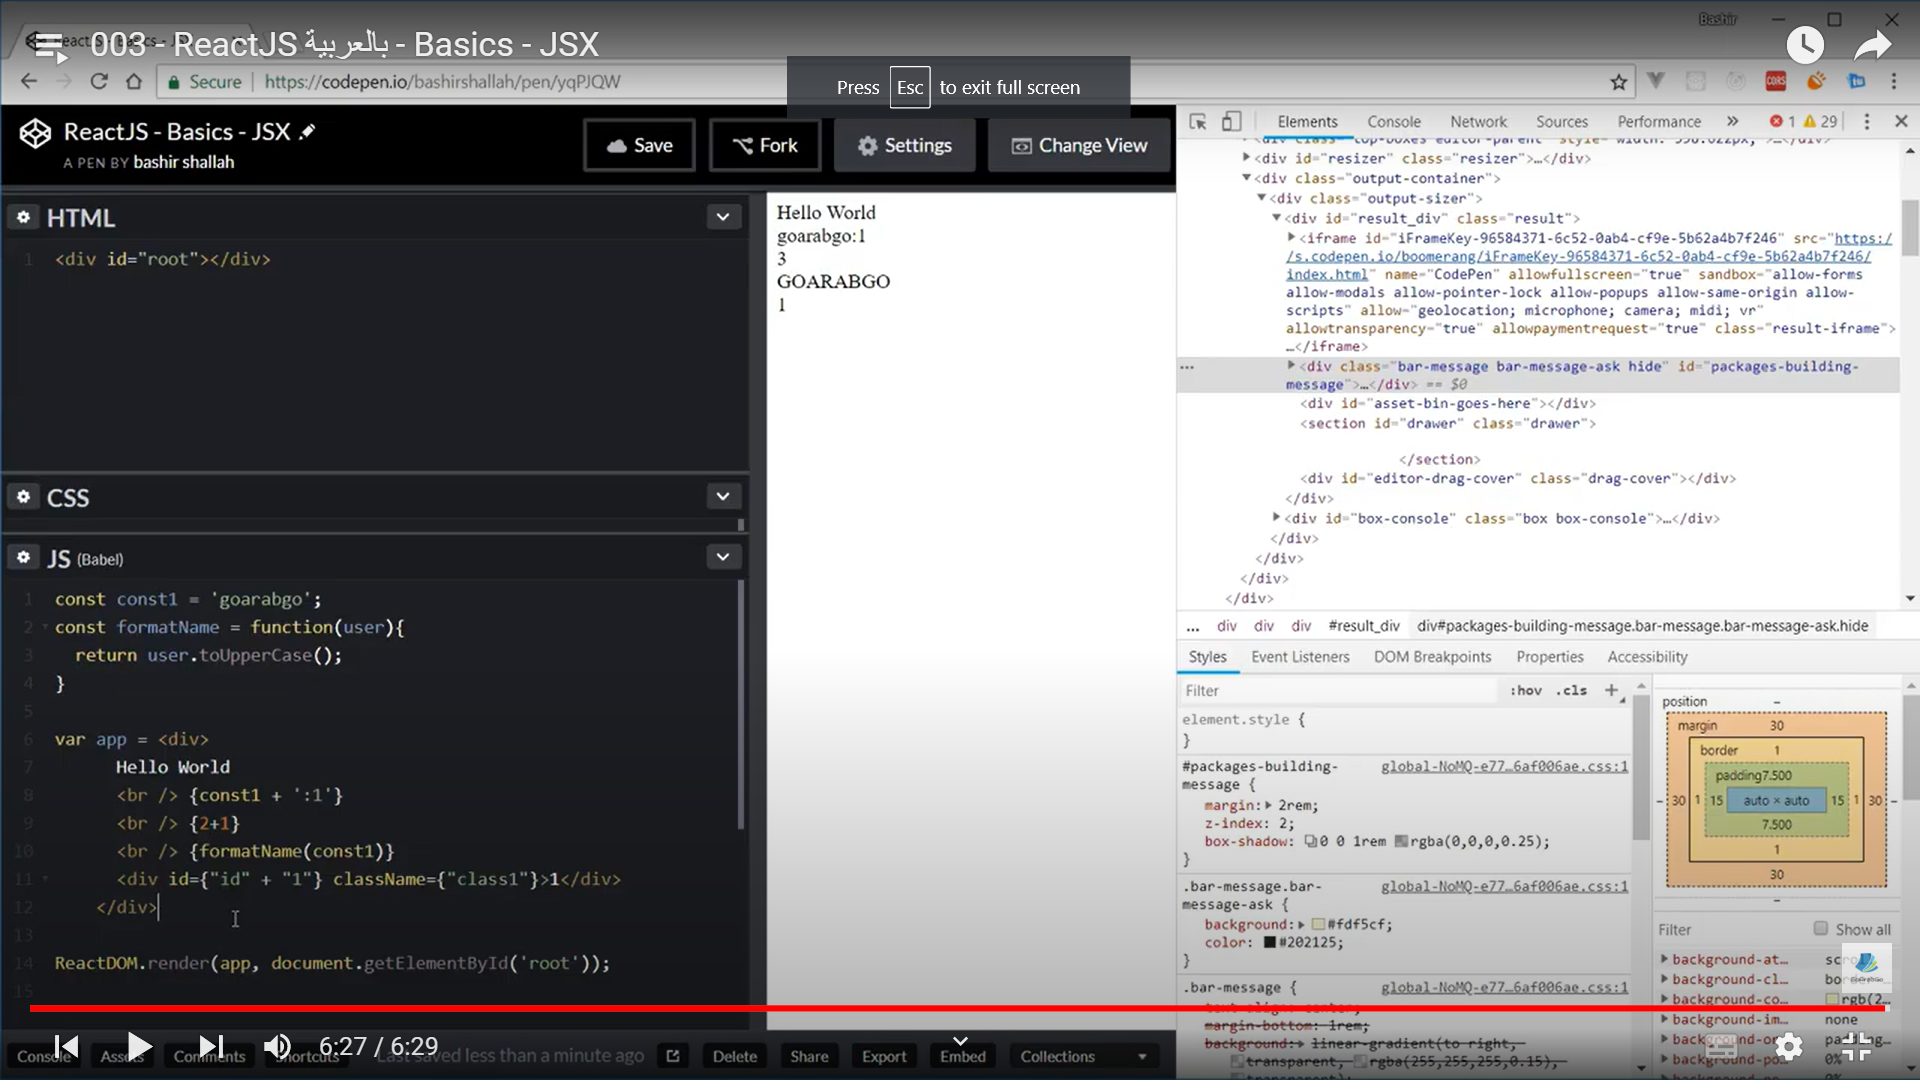 003 - ReactJS بالعربية - Basics - JSX
Bashir
Secure https://codepen.io/bashirshallah/pen/yqPJQW
Press Esc to exit full screen
ReactJS - Basics - JSX
A PEN BY bashir shallah
Save
Fork
Settings
Change View
HTML
1 <div id="root"></div>
CSS
JS (Babel)
1 const const1 = 'goarabgo';
2 const formatName = function(user){
3 return user.toUpperCase();
4 }
5
6 var app = <div>
7 Hello World
8 <br /> {const1 + ':1'}
9 <br /> {2+1}
10 <br /> {formatName(const1)}
11 <div id={"id" + "1"} className={"class1"}>1</div>
12 </div>
13
14 ReactDOM.render(app, document.getElementById('root'));
15
Hello World
goarabgo:1
3
GOARABGO
1
Elements Console Network Sources Performance » 1 29
<div id="resizer" class="resizer">…</div>
<div class="output-container">
<div class="output-sizer">
<div id="result_div" class="result">
<iframe id="iFrameKey-96584371-6c52-0ab4-cf9e-5b62a4b7f246" src="https:/
/s.codepen.io/boomerang/iFrameKey-96584371-6c52-0ab4-cf9e-5b62a4b7f246/
index.html" name="CodePen" allowfullscreen="true" sandbox="allow-forms
allow-modals allow-pointer-lock allow-popups allow-same-origin allow-
scripts" allow="geolocation; microphone; camera; midi; vr"
allowtransparency="true" allowpaymentrequest="true" class="result-iframe">
…</iframe>
<div class="bar-message bar-message-ask hide" id="packages-building-
message">…</div> == $0
<div id="asset-bin-goes-here"></div>
<section id="drawer" class="drawer">
</section>
<div id="editor-drag-cover" class="drag-cover"></div>
</div>
<div id="box-console" class="box box-console">…</div>
</div>
</div>
</div>
</div>
... div div div #result_div div#packages-building-message.bar-message.bar-message-ask.hide
Styles Event Listeners DOM Breakpoints Properties Accessibility
Filter :hov .cls +
element.style {
}
#packages-building-message { global-NoMQ-e77…6af006ae.css:1
margin: 2rem;
z-index: 2;
box-shadow: 0 0 1rem rgba(0,0,0,0.25);
}
.bar-message.bar-message-ask { global-NoMQ-e77…6af006ae.css:1
background: #fdf5cf;
color: #202125;
}
.bar-message { global-NoMQ-e77…6af006ae.css:1
text-align: center;
margin-bottom: 1rem;
background: linear-gradient(to right,
transparent, rgba(255,255,255,0.15),
position –
margin 30
border 1
padding 7.500
– 30 1 15 auto × auto 15 1 30 –
7.500
1
30
–
Filter Show all
background-at…
background-cl…
background-co… rgb(2…
background-im… none
background-or… padding…
background-po… 0%
6:27 / 6:29
Console Assets Comments Shortcuts Last saved less than a minute ago Delete Share Export Embed Collections